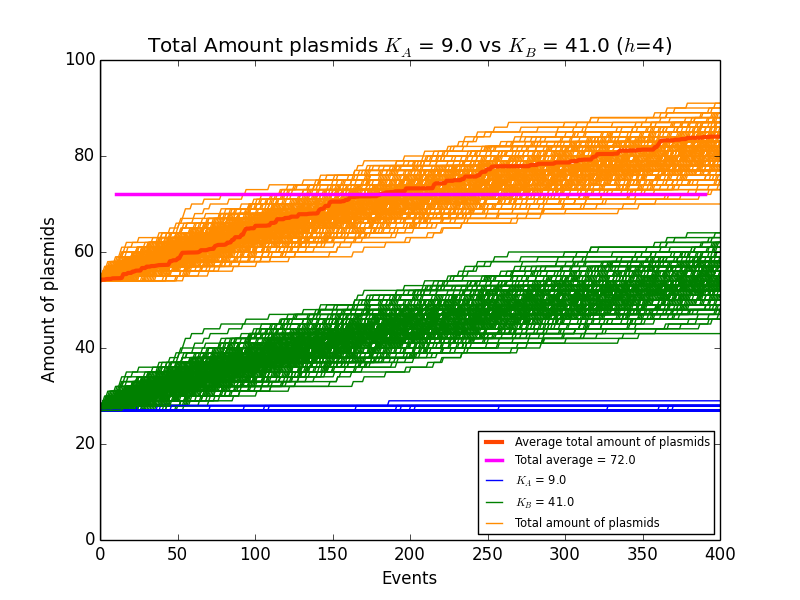 Total Amount plasmids K_A = 9.0 vs K_B = 41.0 (h=4)
100
80
60
40
20
0
Amount of plasmids
Average total amount of plasmids
Total average = 72.0
K_A = 9.0
K_B = 41.0
Total amount of plasmids
0 50 100 150 200 250 300 350 400
Events